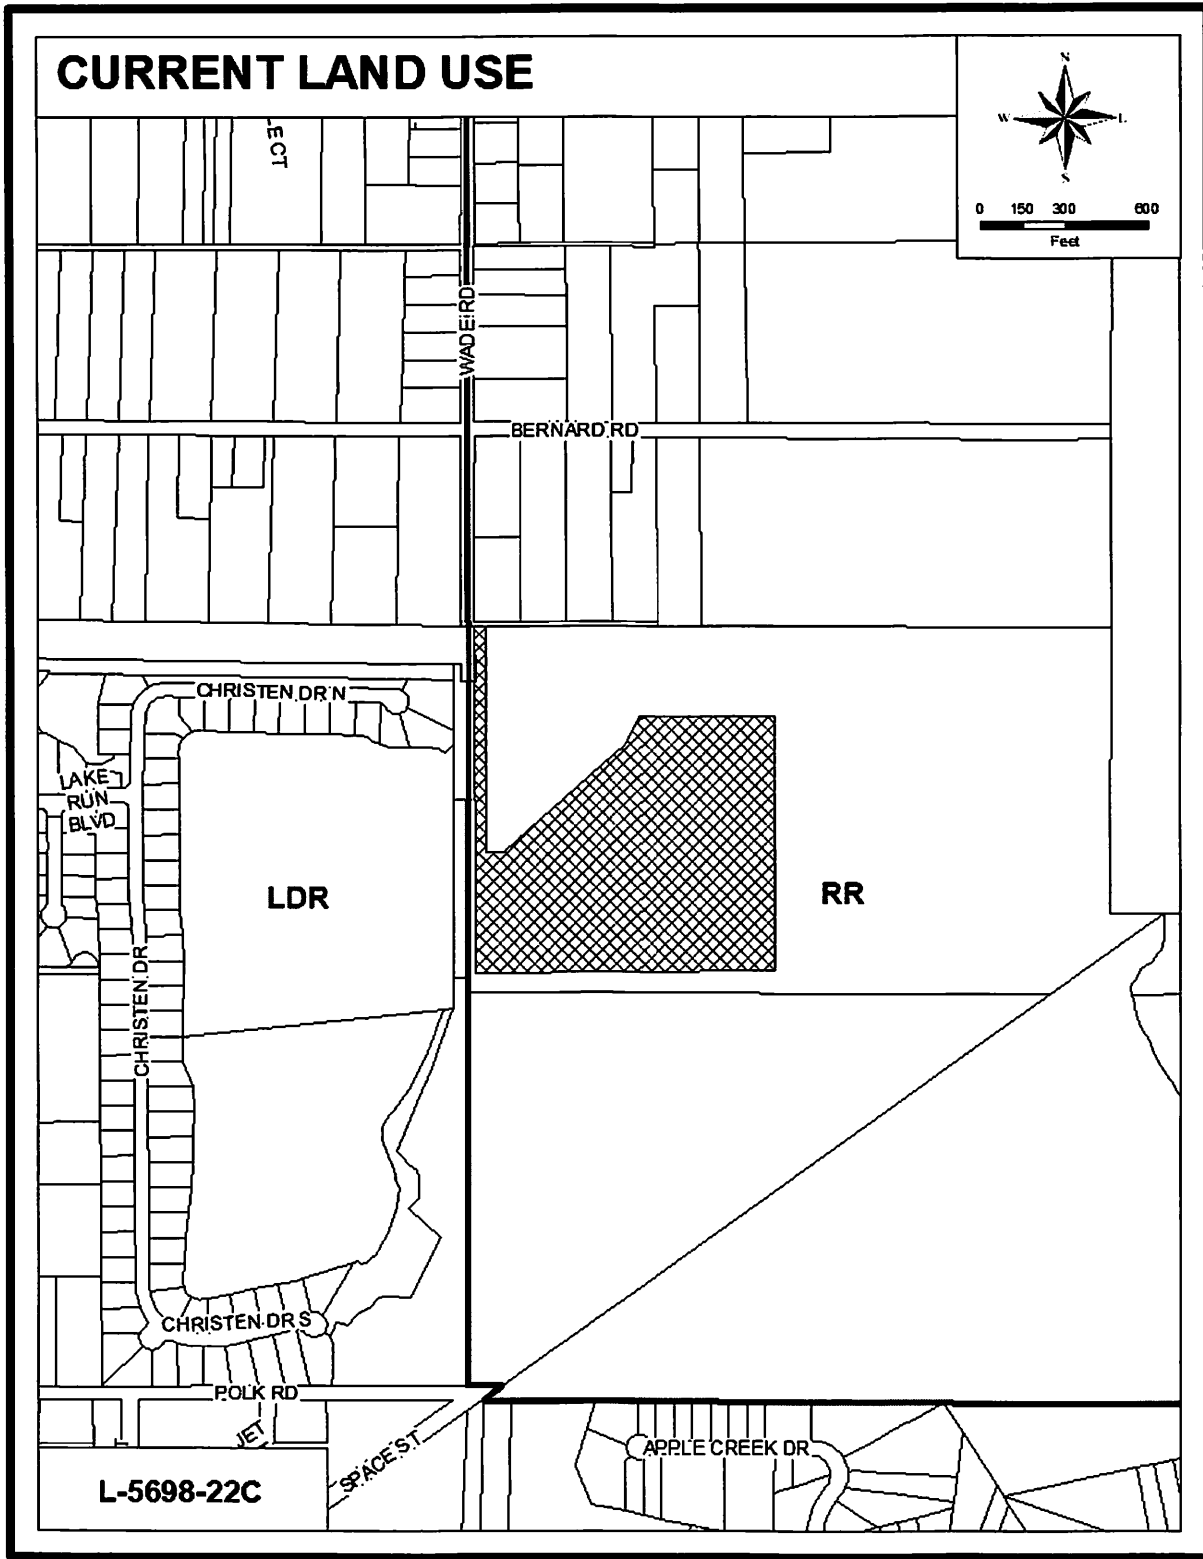 CURRENT LAND USE
W
S
0 150 300 600
Feet
LECT
WADE RD
BERNARD RD
CHRISTEN DR N
LAKE
RUN
BLVD
LDR
RR
CHRISTEN DR
CHRISTEN DR S
POLK RD
JET
SPACE ST
APPLE CREEK DR
L-5698-22C